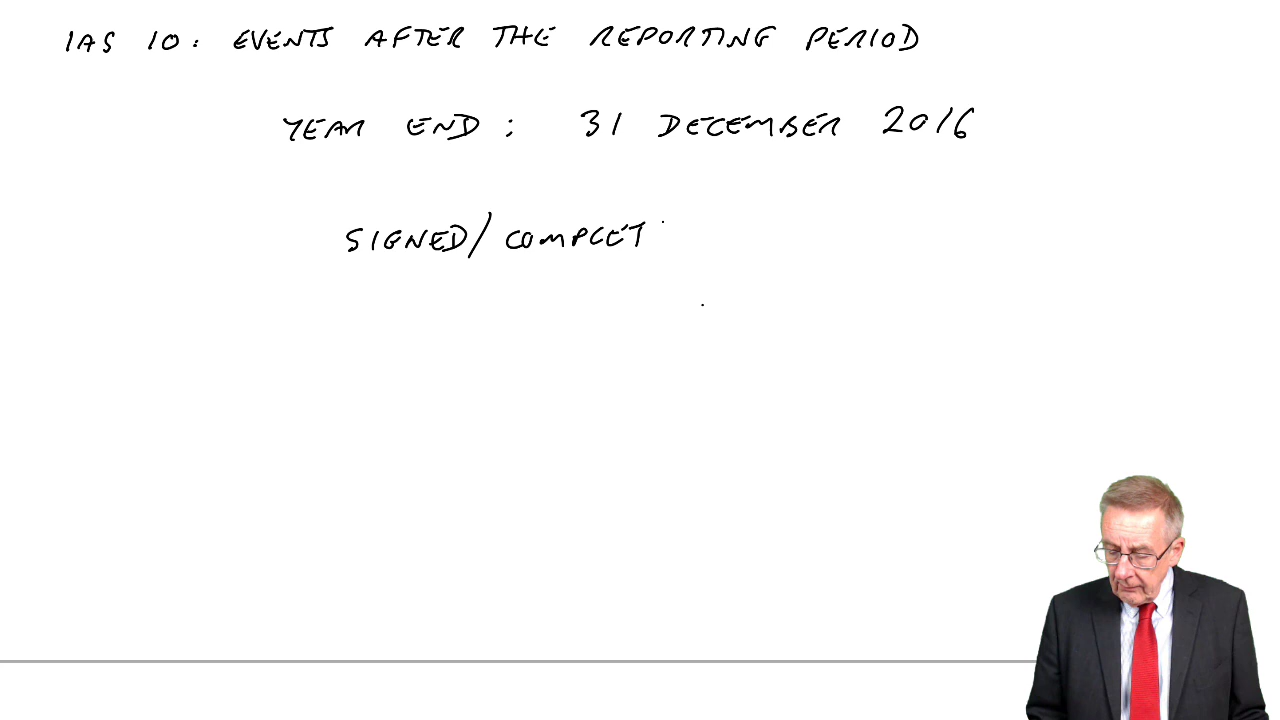 IAS 10: EVENTS AFTER THE REPORTING PERIOD
YEAR END: 31 DECEMBER 2016
SIGNED/COMPLET